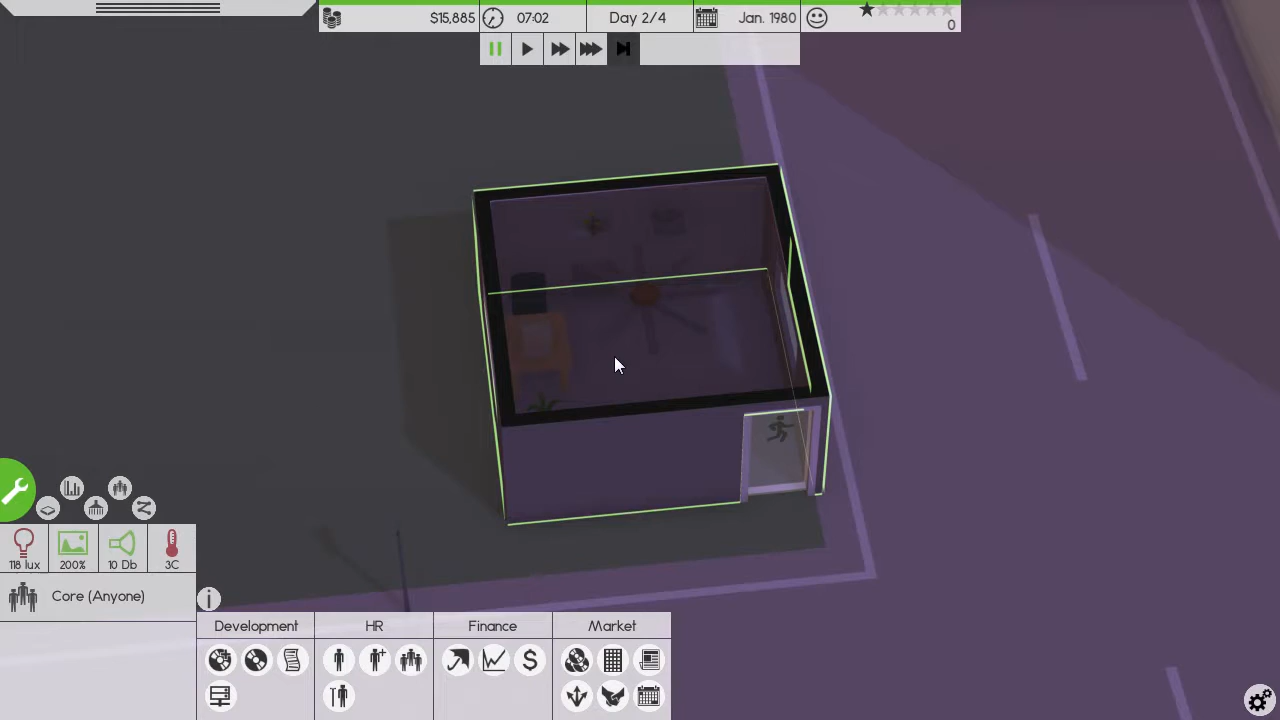 $15,885 07:02 Day 2/4 Jan. 1980
0
118 lux 200% 10 Db 3C
Core (Anyone)
Development HR Finance Market